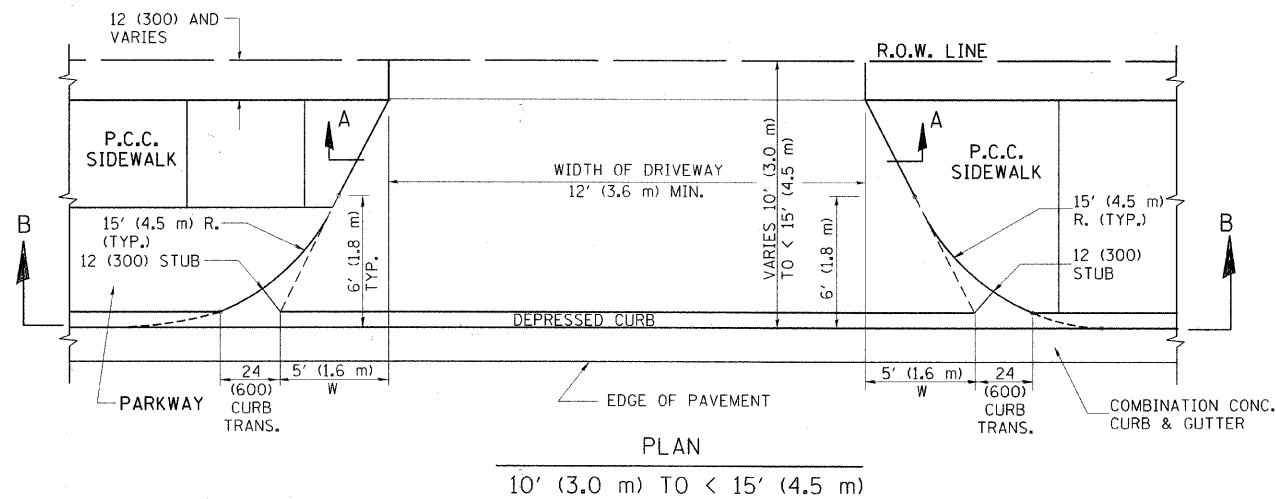 12 (300) AND
VARIES
R.O.W. LINE
P.C.C.
SIDEWALK
A
WIDTH OF DRIVEWAY
12' (3.6 m) MIN.
VARIES 10' (3.0 m)
TO < 15' (4.5 m)
A
P.C.C.
SIDEWALK
B
15' (4.5 m) R.
(TYP.)
12 (300) STUB
6' (1.8 m)
TYP.
6' (1.8 m)
15' (4.5 m)
R. (TYP.)
12 (300)
STUB
B
DEPRESSED CURB
24
(600)
CURB
TRANS.
5' (1.6 m)
W
5' (1.6 m)
W
24
(600)
CURB
TRANS.
PARKWAY
EDGE OF PAVEMENT
COMBINATION CONC.
CURB & GUTTER
PLAN
10' (3.0 m) TO < 15' (4.5 m)